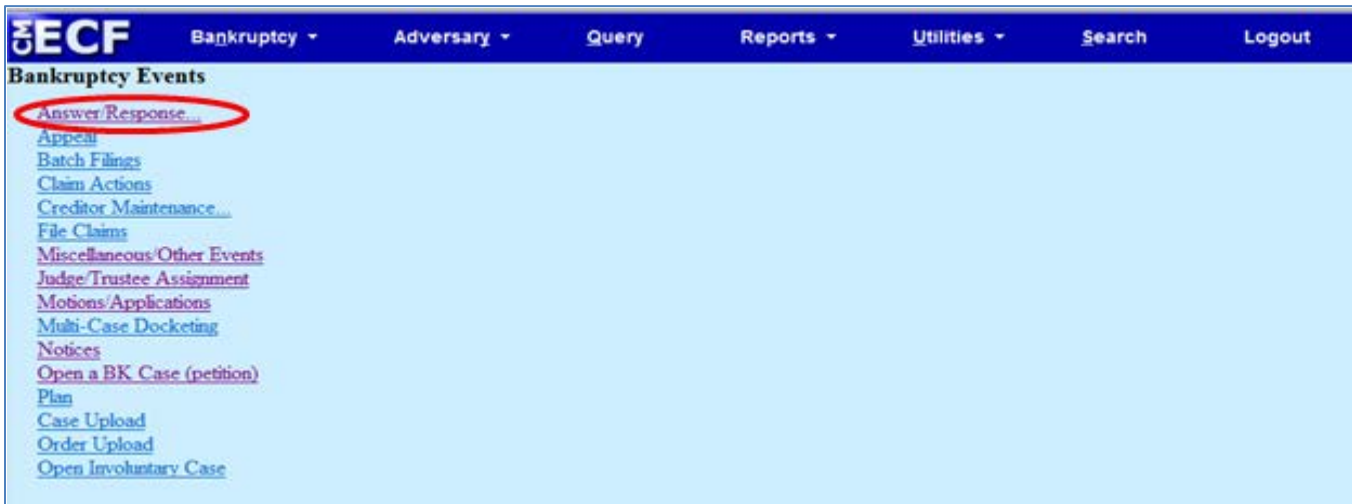 CM ECF Bankruptcy Adversary Query Reports Utilities Search Logout
Bankruptcy Events
Answer/Response...
Appeal
Batch Filings
Claim Actions
Creditor Maintenance...
File Claims
Miscellaneous/Other Events
Judge/Trustee Assignment
Motions/Applications
Multi-Case Docketing
Notices
Open a BK Case (petition)
Plan
Case Upload
Order Upload
Open Involuntary Case